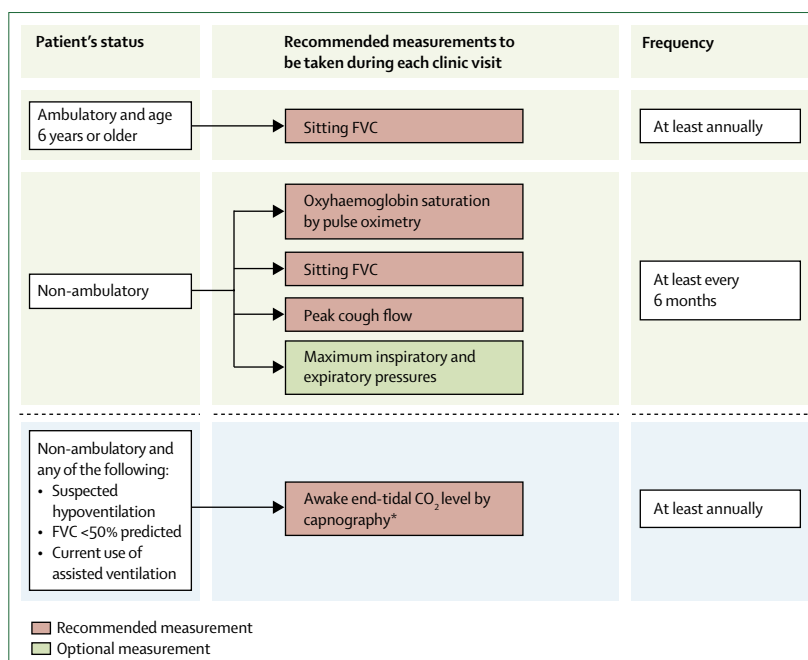 Patient's status
Recommended measurements to
be taken during each clinic visit
Frequency
Ambulatory and age
6 years or older
Sitting FVC
At least annually
Non-ambulatory
Oxyhaemoglobin saturation
by pulse oximetry
Sitting FVC
Peak cough flow
Maximum inspiratory and
expiratory pressures
At least every
6 months
Non-ambulatory and
any of the following:
• Suspected
hypoventilation
• FVC <50% predicted
• Current use of
assisted ventilation
Awake end-tidal CO₂ level by
capnography*
At least annually
Recommended measurement
Optional measurement